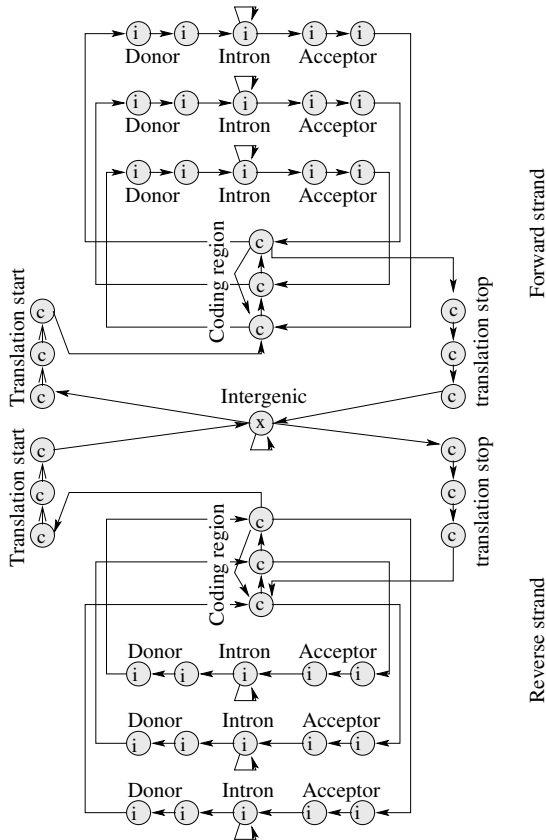 i i i i i
Donor Intron Acceptor
i i i i i
Donor Intron Acceptor
i i i i i
Donor Intron Acceptor
Forward strand
Coding region
c
c
c
Translation start
c
c
c
translation stop
c
c
c
Intergenic
x
Translation start
c
c
c
translation stop
c
c
c
Coding region
c
c
c
Reverse strand
Donor Intron Acceptor
i i i i i
Donor Intron Acceptor
i i i i i
Donor Intron Acceptor
i i i i i